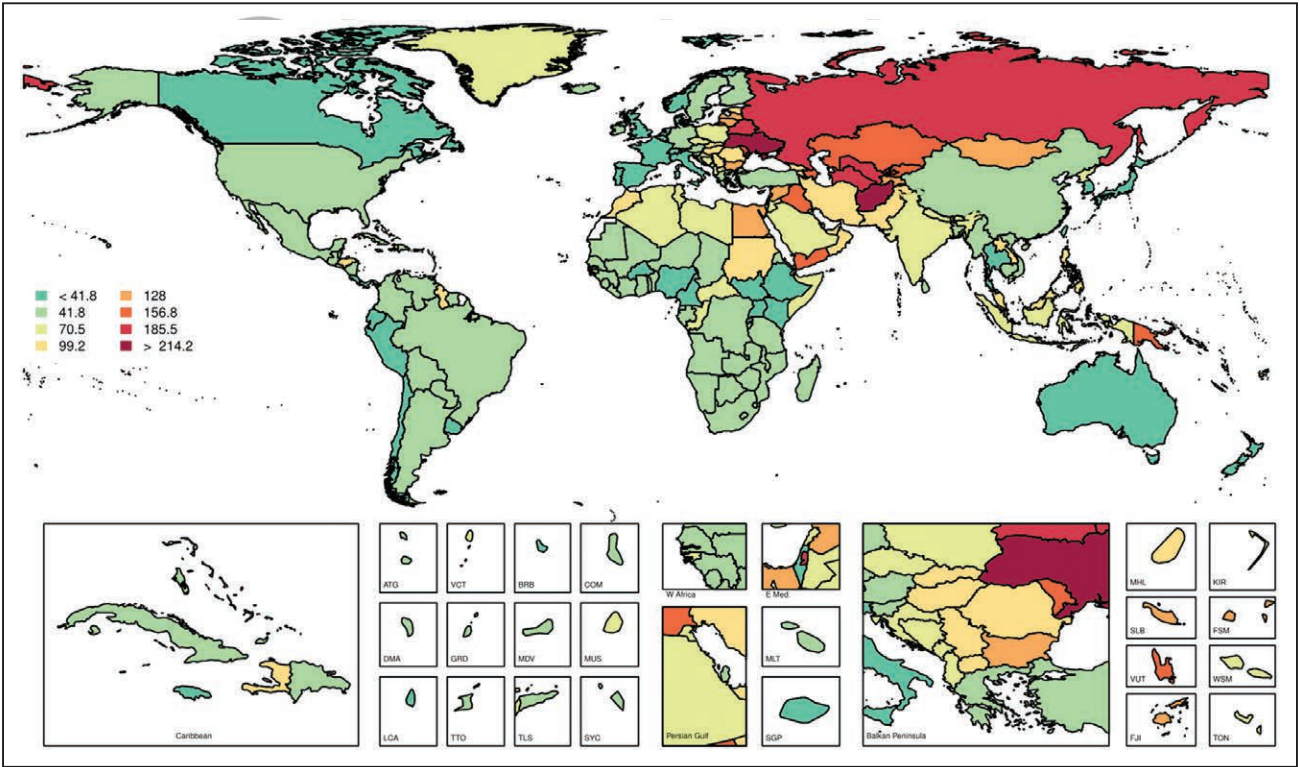 < 41.8
128
41.8
156.8
70.5
185.5
99.2
> 214.2
ATG
VCT
BRB
COM
W Africa
E Med.
MHL
KIR
DMA
GRD
MDV
MUS
MLT
SLB
FSM
VUT
WSM
LCA
TTO
TLS
SYC
Caribbean
Persian Gulf
SGP
Balkan Peninsula
FJI
TON